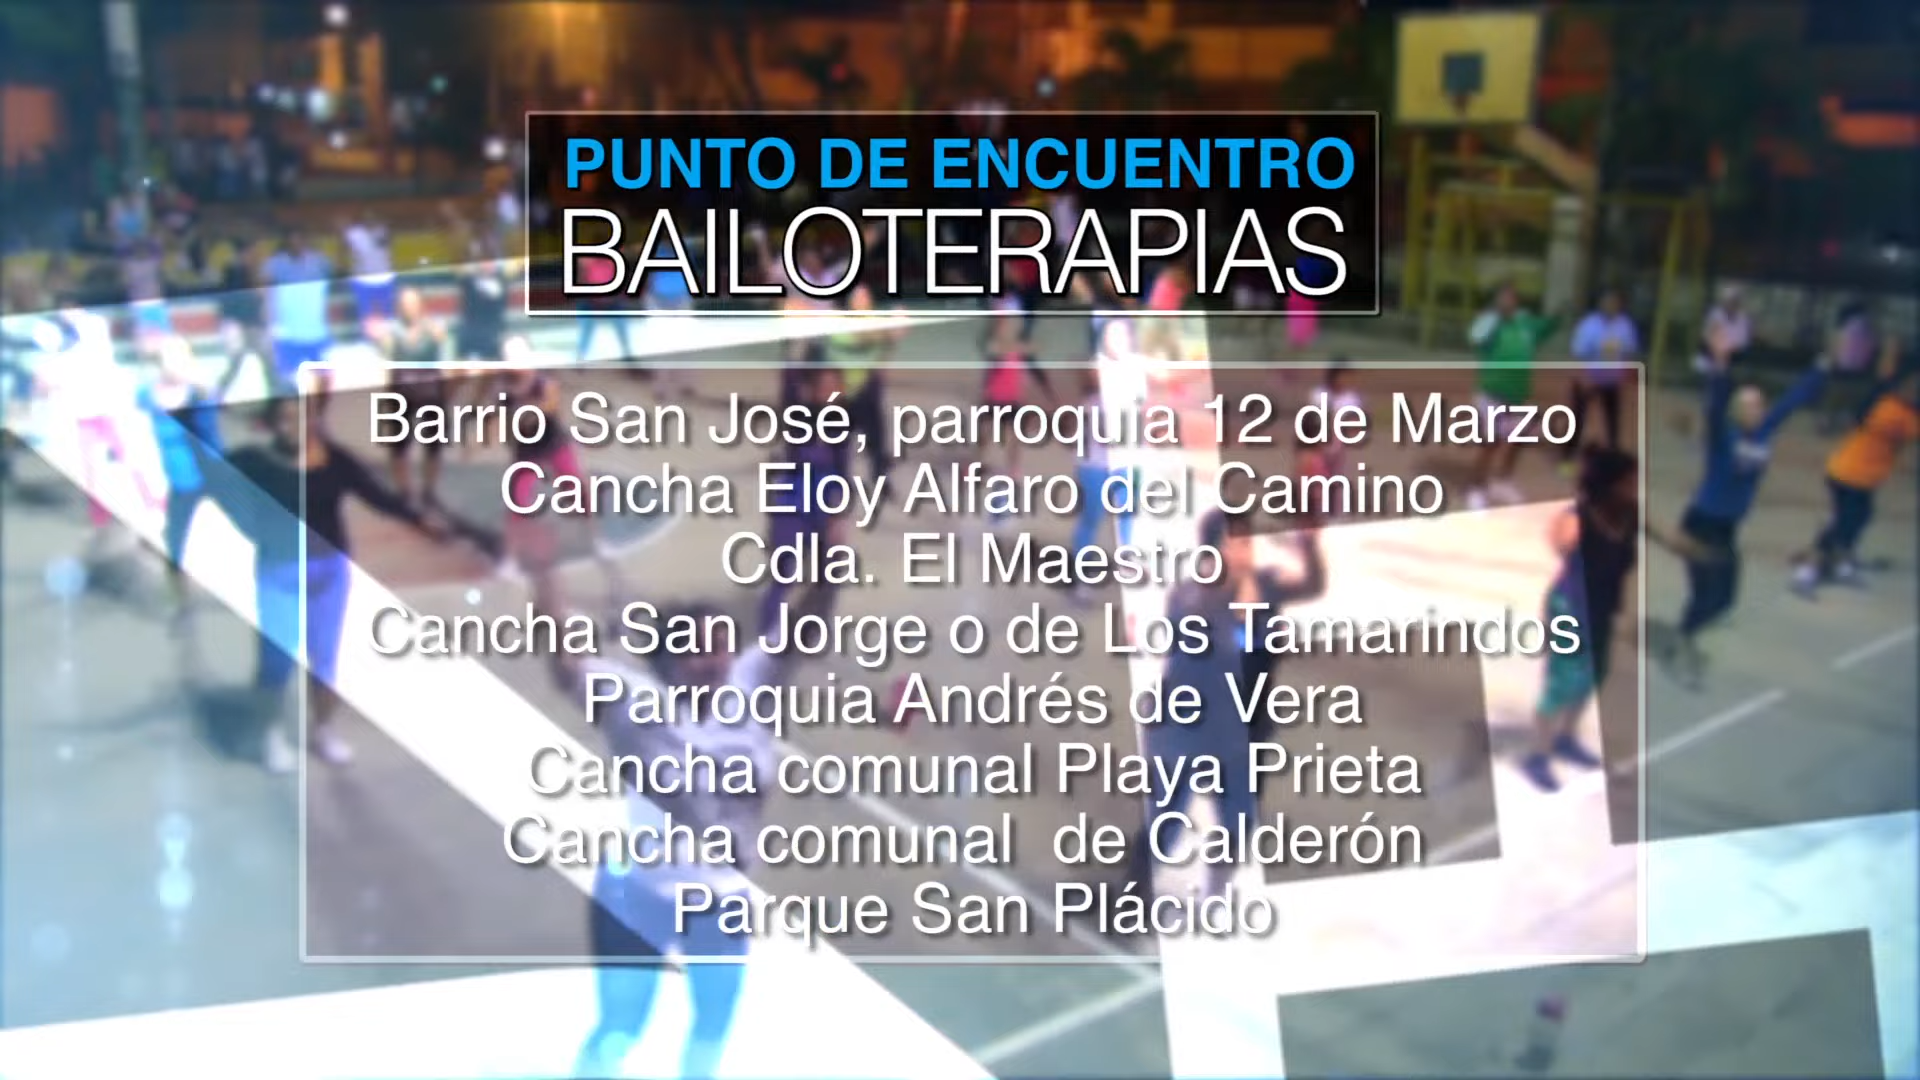 PUNTO DE ENCUENTRO
BAILOTERAPIAS
Barrio San José, parroquia 12 de Marzo
Cancha Eloy Alfaro del Camino
Cdla. El Maestro
Cancha San Jorge o de Los Tamarindos
Parroquia Andrés de Vera
Cancha comunal Playa Prieta
Cancha comunal de Calderón
Parque San Plácido